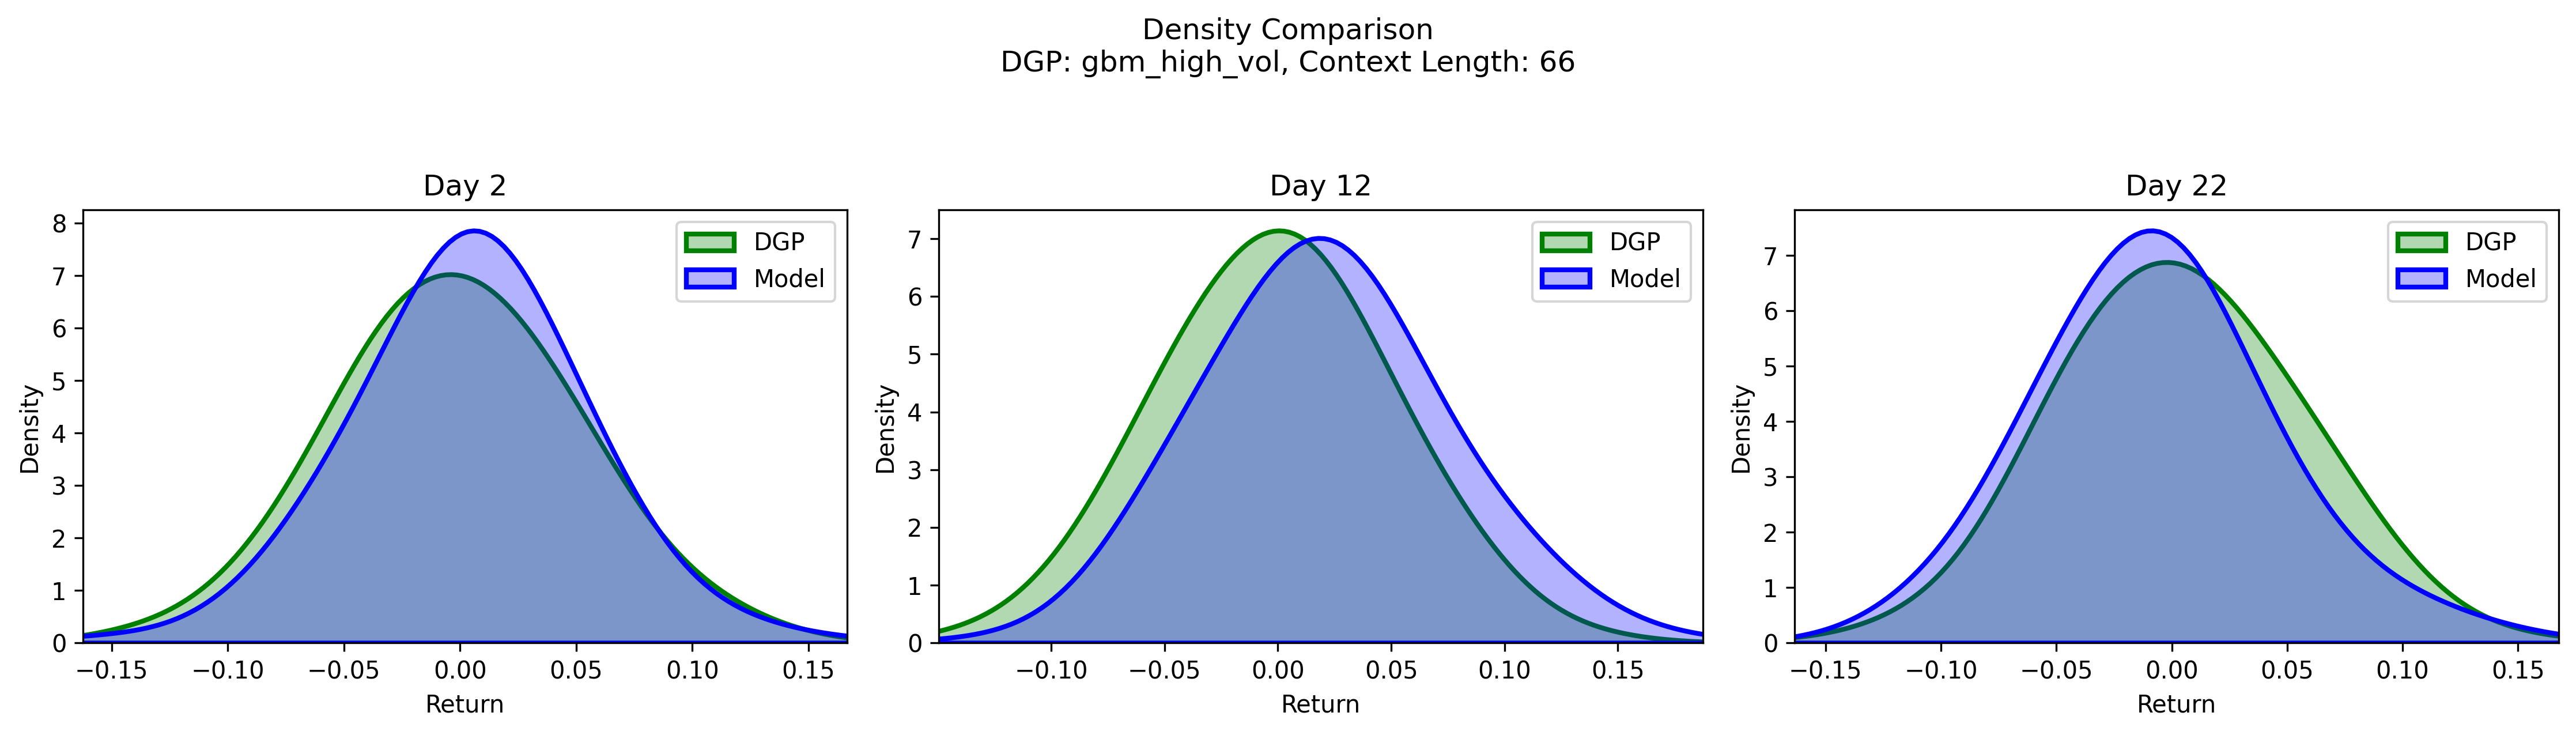 Density Comparison
DGP: gbm_high_vol, Context Length: 66
Day 2
8
7
6
5
4
3
2
1
0
Density
−0.15 −0.10 −0.05 0.00 0.05 0.10 0.15
Return
DGP
Model
Day 12
7
6
5
4
3
2
1
0
Density
−0.10 −0.05 0.00 0.05 0.10 0.15
Return
DGP
Model
Day 22
7
6
5
4
3
2
1
0
Density
−0.15 −0.10 −0.05 0.00 0.05 0.10 0.15
Return
DGP
Model